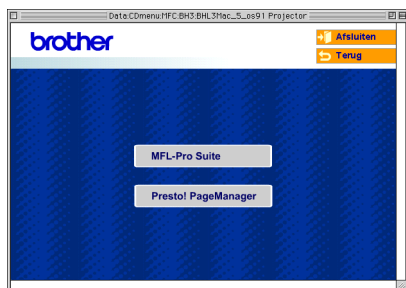 Data:CDmenu:MFC:BH3:BHL3Mac_5_os91 Projector
brother
Afsluiten
Terug
MFL-Pro Suite
Presto! PageManager